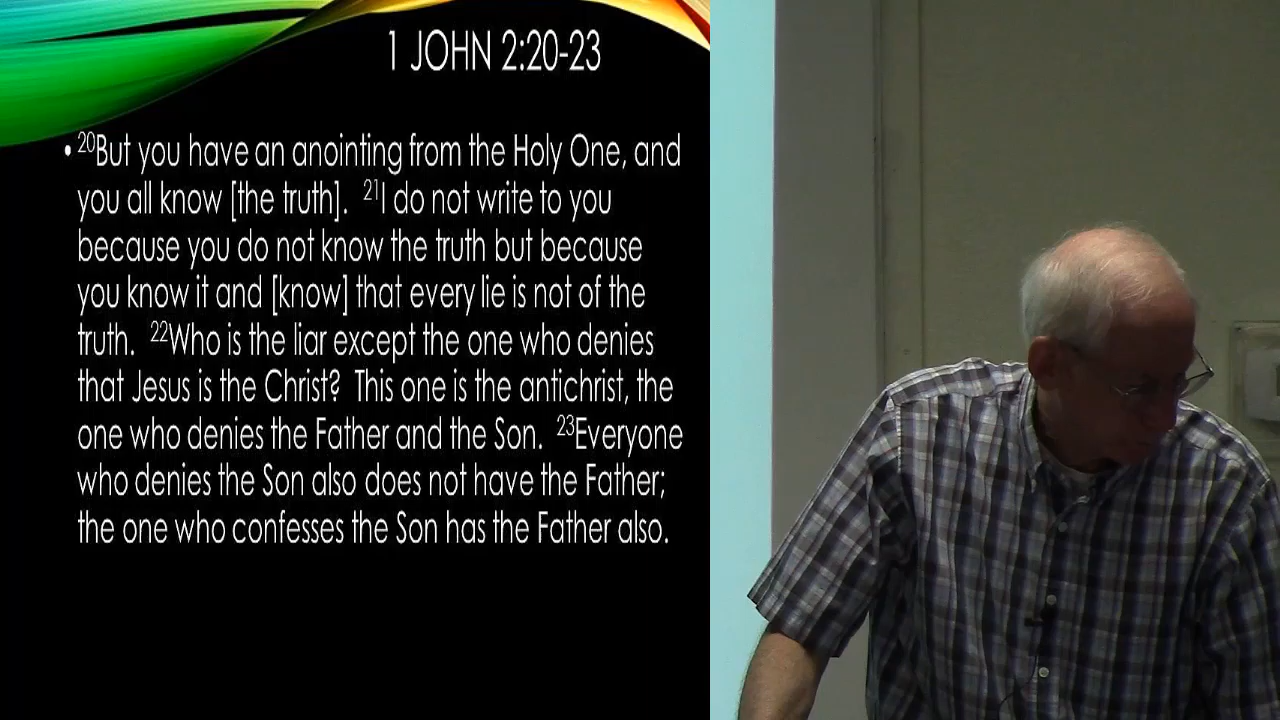 1 JOHN 2:20-23
• ²⁰But you have an anointing from the Holy One, and
you all know [the truth]. ²¹I do not write to you
because you do not know the truth but because
you know it and [know] that every lie is not of the
truth. ²²Who is the liar except the one who denies
that Jesus is the Christ? This one is the antichrist, the
one who denies the Father and the Son. ²³Everyone
who denies the Son also does not have the Father;
the one who confesses the Son has the Father also.